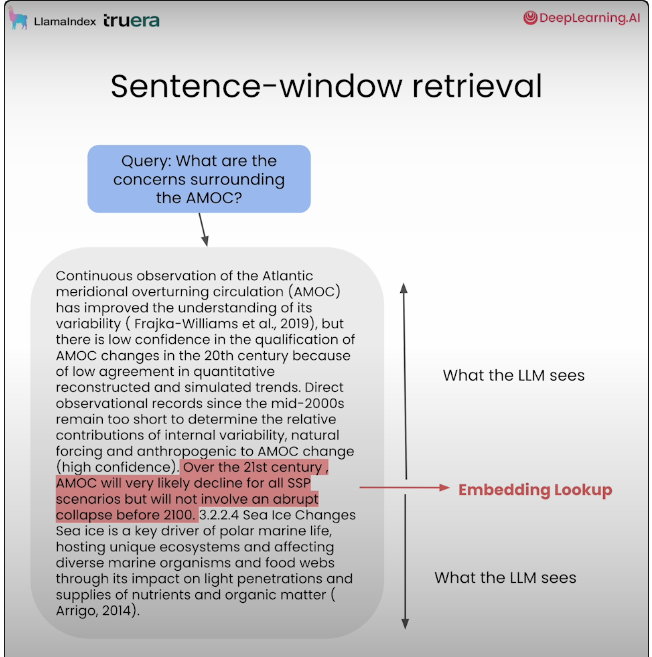 LlamaIndex truera
DeepLearning.AI
Sentence-window retrieval
Query: What are the
concerns surrounding
the AMOC?
Continuous observation of the Atlantic
meridional overturning circulation (AMOC)
has improved the understanding of its
variability ( Frajka-Williams et al., 2019), but
there is low confidence in the qualification of
AMOC changes in the 20th century because
of low agreement in quantitative
reconstructed and simulated trends. Direct
observational records since the mid-2000s
remain too short to determine the relative
contributions of internal variability, natural
forcing and anthropogenic to AMOC change
(high confidence). Over the 21st century ,
AMOC will very likely decline for all SSP
scenarios but will not involve an abrupt
collapse before 2100. 3.2.2.4 Sea Ice Changes
Sea ice is a key driver of polar marine life,
hosting unique ecosystems and affecting
diverse marine organisms and food webs
through its impact on light penetrations and
supplies of nutrients and organic matter (
Arrigo, 2014).
What the LLM sees
Embedding Lookup
What the LLM sees